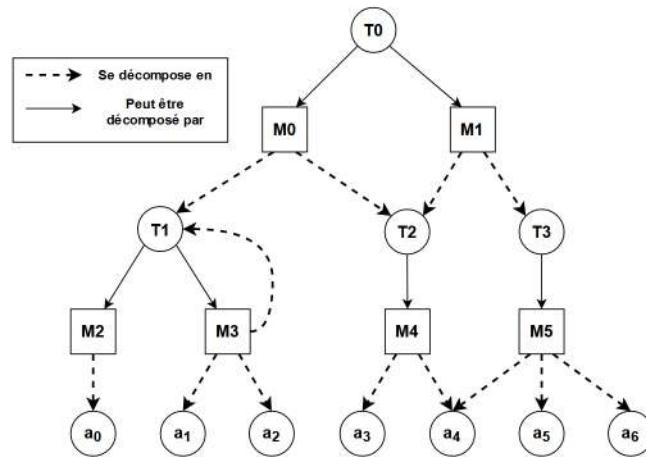 T0
Se décompose en
Peut être
décomposé par
M0
M1
T1
T2
T3
M2
M3
M4
M5
a0
a1
a2
a3
a4
a5
a6